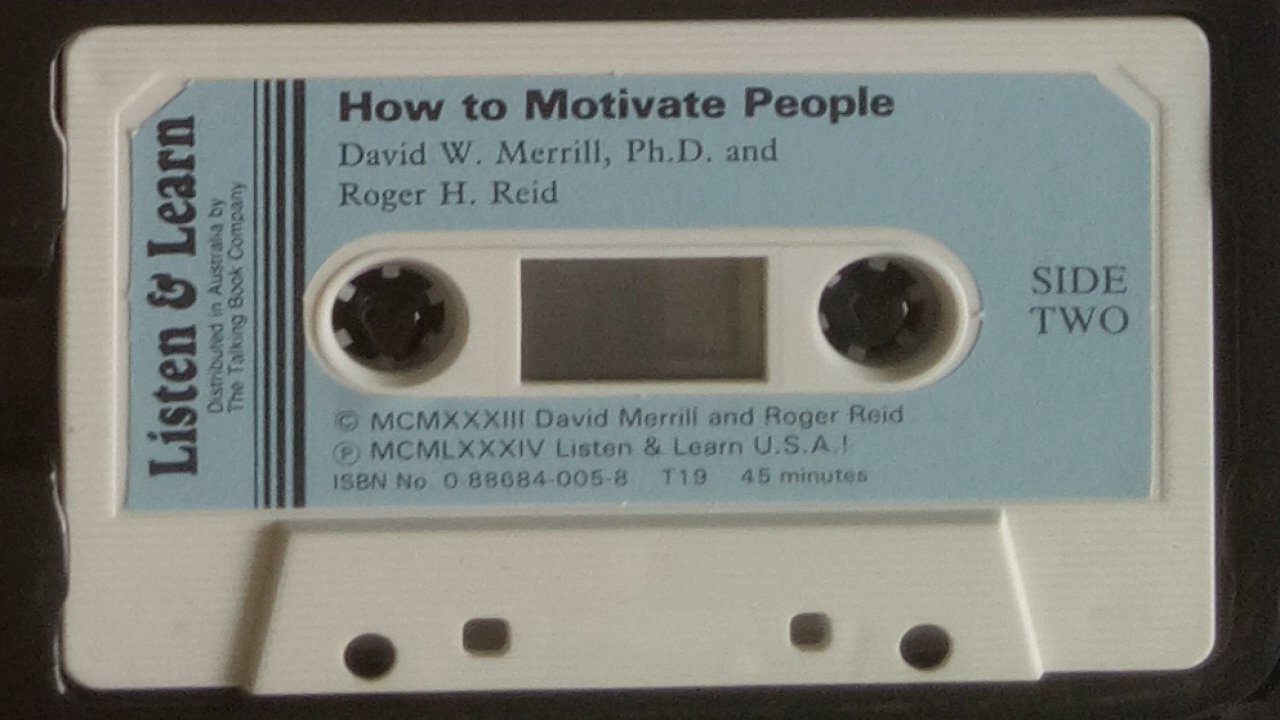 How to Motivate People
David W. Merrill, Ph.D. and
Roger H. Reid
Listen & Learn
Distributed in Australia by
The Talking Book Company
SIDE
TWO
© MCMXXXIII David Merrill and Roger Reid
℗ MCMLXXXIV Listen & Learn U.S.A.!
ISBN No 0-88684-005-8 T19 45 minutes